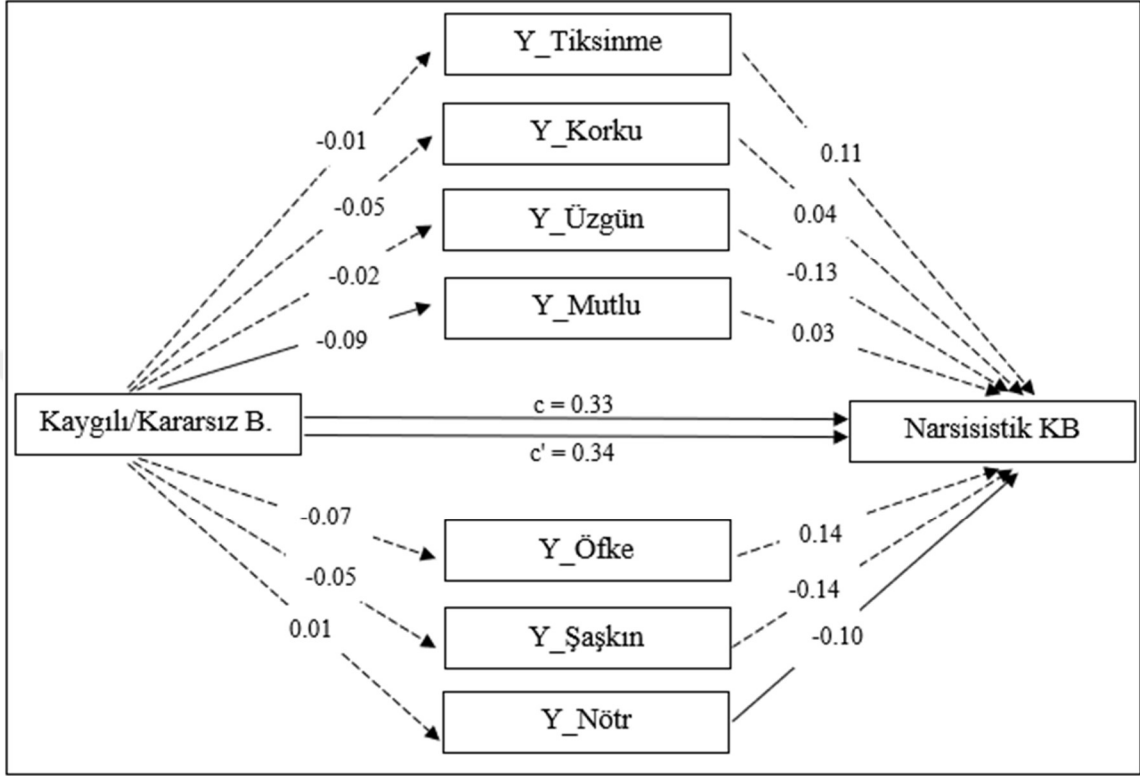 Y_Tiksinme
-0.01
0.11
Y_Korku
-0.05
0.04
Y_Üzgün
-0.02
-0.13
Y_Mutlu
-0.09
0.03
Kaygılı/Kararsız B.
c = 0.33
c' = 0.34
Narsisistik KB
-0.07
Y_Öfke
0.14
-0.05
Y_Şaşkın
-0.14
0.01
-0.10
Y_Nötr